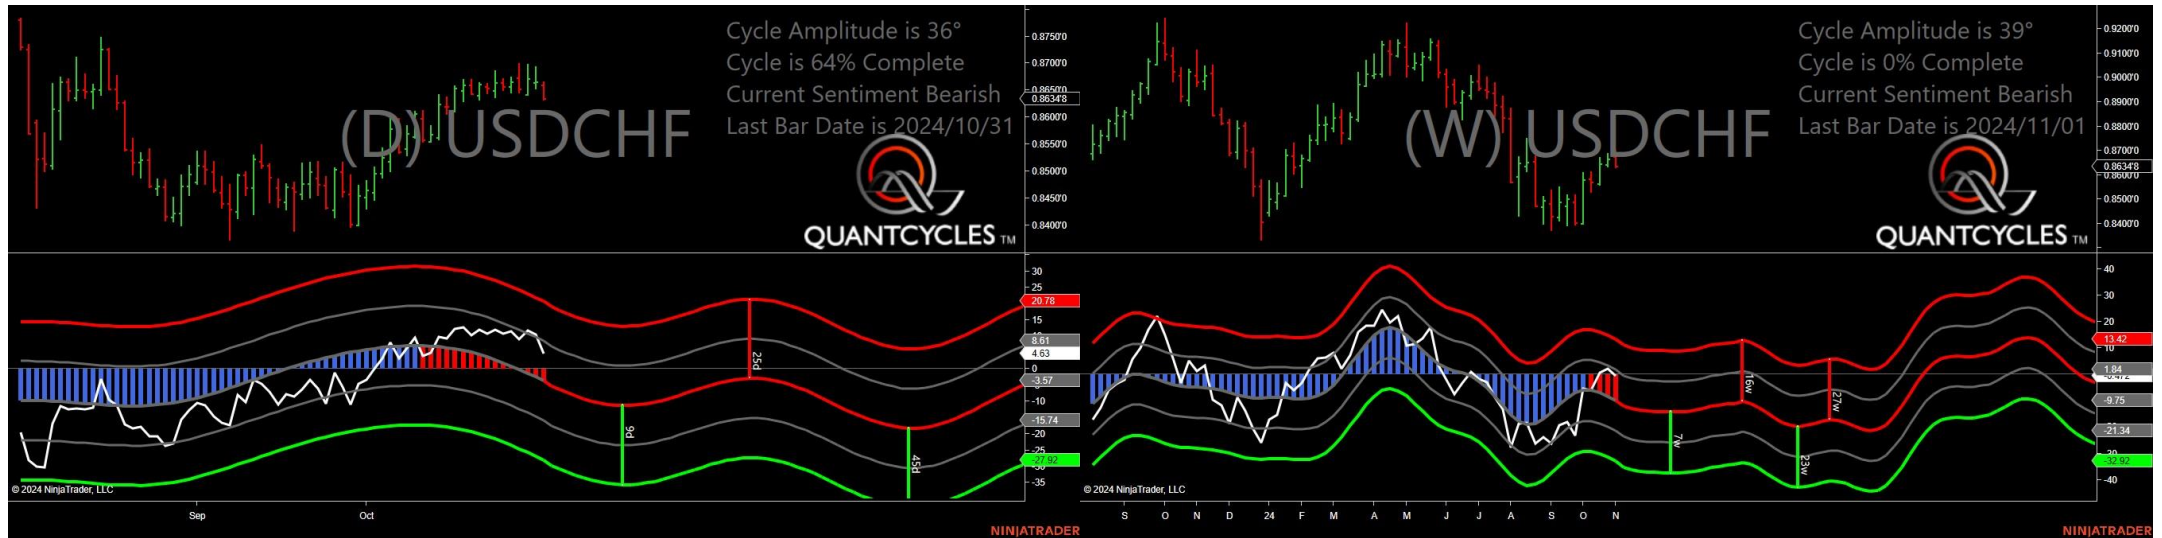 Cycle Amplitude is 36°
Cycle is 64% Complete
Current Sentiment Bearish
Last Bar Date is 2024/10/31
(D) USDCHF
QUANTCYCLES TM
0.8750'0
0.8700'0
0.8650'0
0.8634'8
0.8600'0
0.8550'0
0.8500'0
0.8450'0
0.8400'0
30
25
20.78
15
8.61
4.63
0
-3.57
-10
-15.74
-20
-27.92
-35
9d
25d
45d
© 2024 NinjaTrader, LLC
Sep
Oct
NINJATRADER
Cycle Amplitude is 39°
Cycle is 0% Complete
Current Sentiment Bearish
Last Bar Date is 2024/11/01
(W) USDCHF
QUANTCYCLES TM
0.9200'0
0.9100'0
0.9000'0
0.8900'0
0.8800'0
0.8700'0
0.8634'8
0.8600'0
0.8500'0
0.8400'0
40
30
20
13.42
10
1.84
-9.75
-21.34
-32.92
-40
7w
16w
23w
27w
© 2024 NinjaTrader, LLC
S
O
N
D
24
F
M
A
M
J
J
A
S
O
N
NINJATRADER